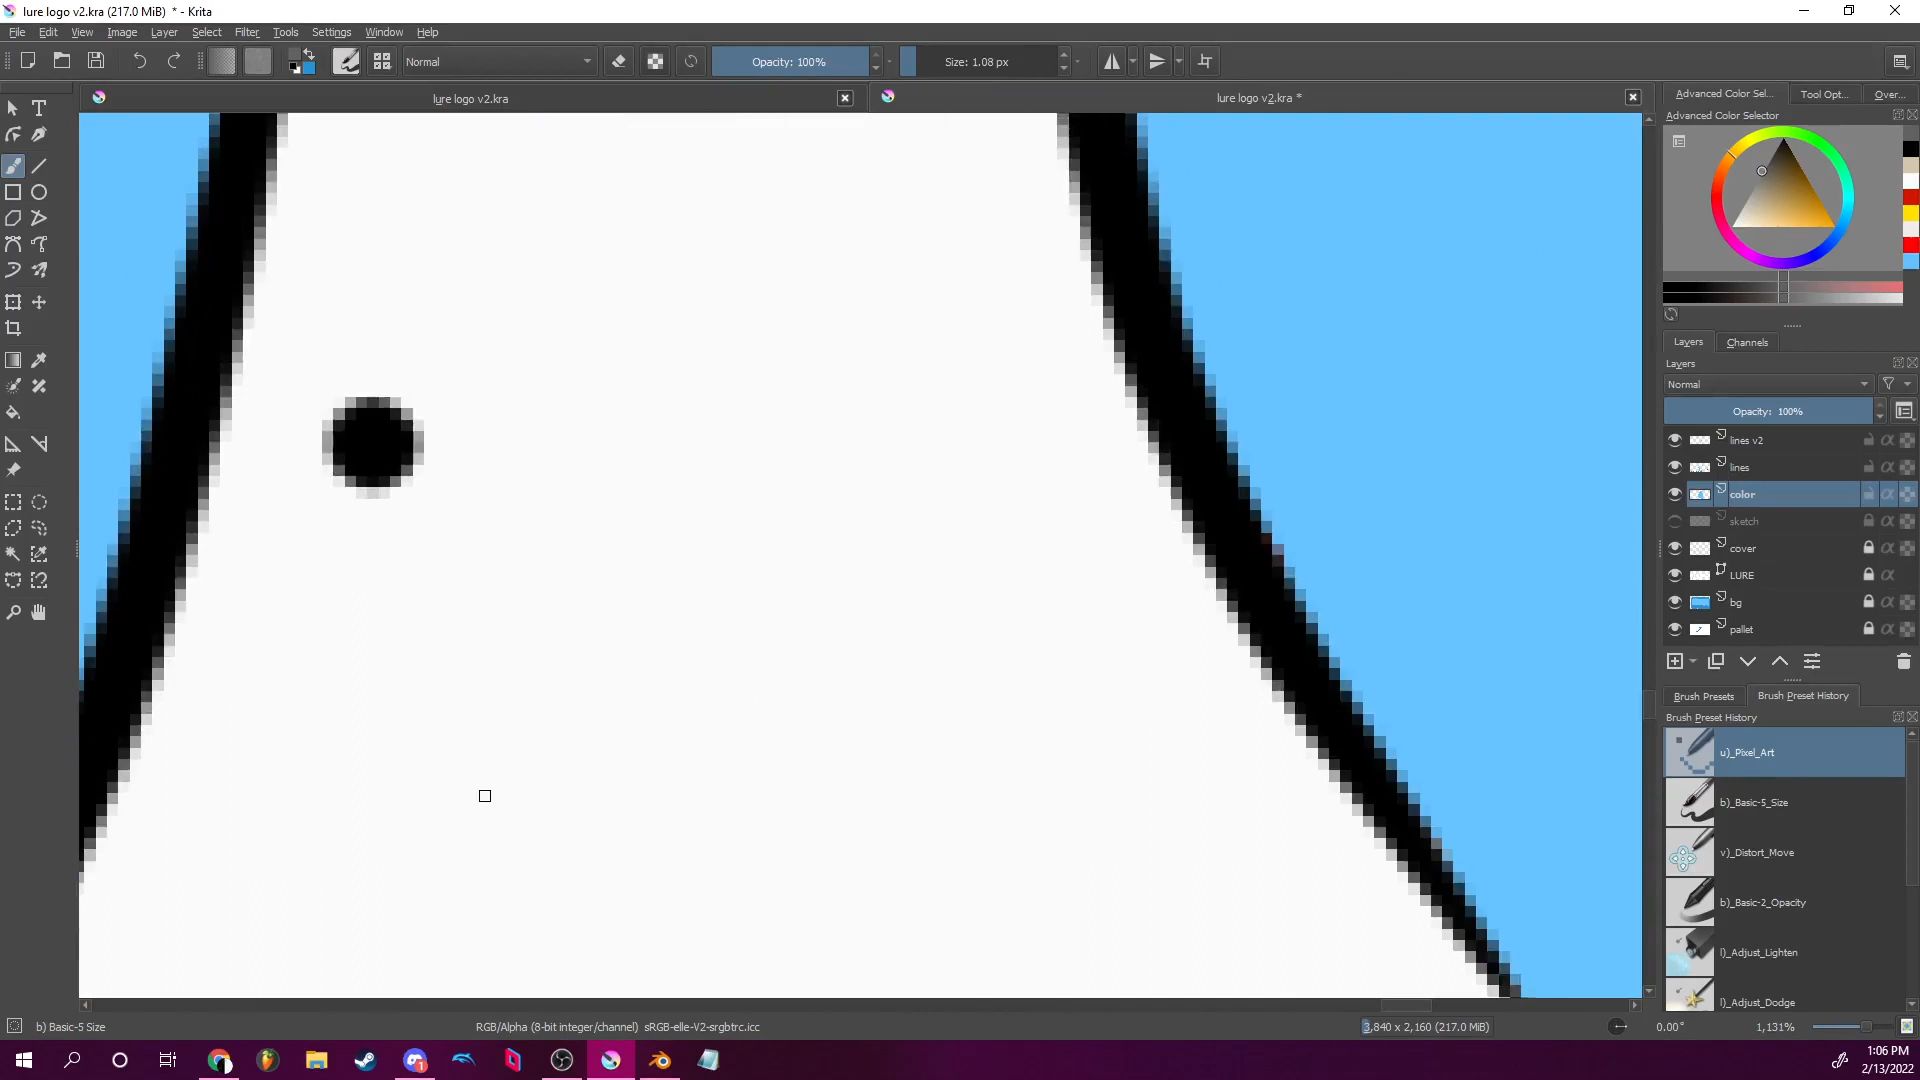 lure logo v2.kra (217.0 MiB) * - Krita
File Edit View Image Layer Select Filter Tools Settings Window Help
Normal Opacity: 100% Size: 1.08 px
lure logo v2.kra lure logo v2.kra *
Advanced Color Sel... Tool Opt... Over...
Advanced Color Selector
Layers Channels
Layers
Normal
Opacity: 100%
lines v2
lines
color
sketch
cover
LURE
bg
pallet
Brush Presets Brush Preset History
Brush Preset History
u)_Pixel_Art
b)_Basic-5_Size
v)_Distort_Move
b)_Basic-2_Opacity
l)_Adjust_Lighten
l)_Adjust_Dodge
b) Basic-5 Size RGB/Alpha (8-bit integer/channel) sRGB-elle-V2-srgbtrc.icc 3,840 x 2,160 (217.0 MiB) 0.00° 1,131%
1:06 PM
2/13/2022